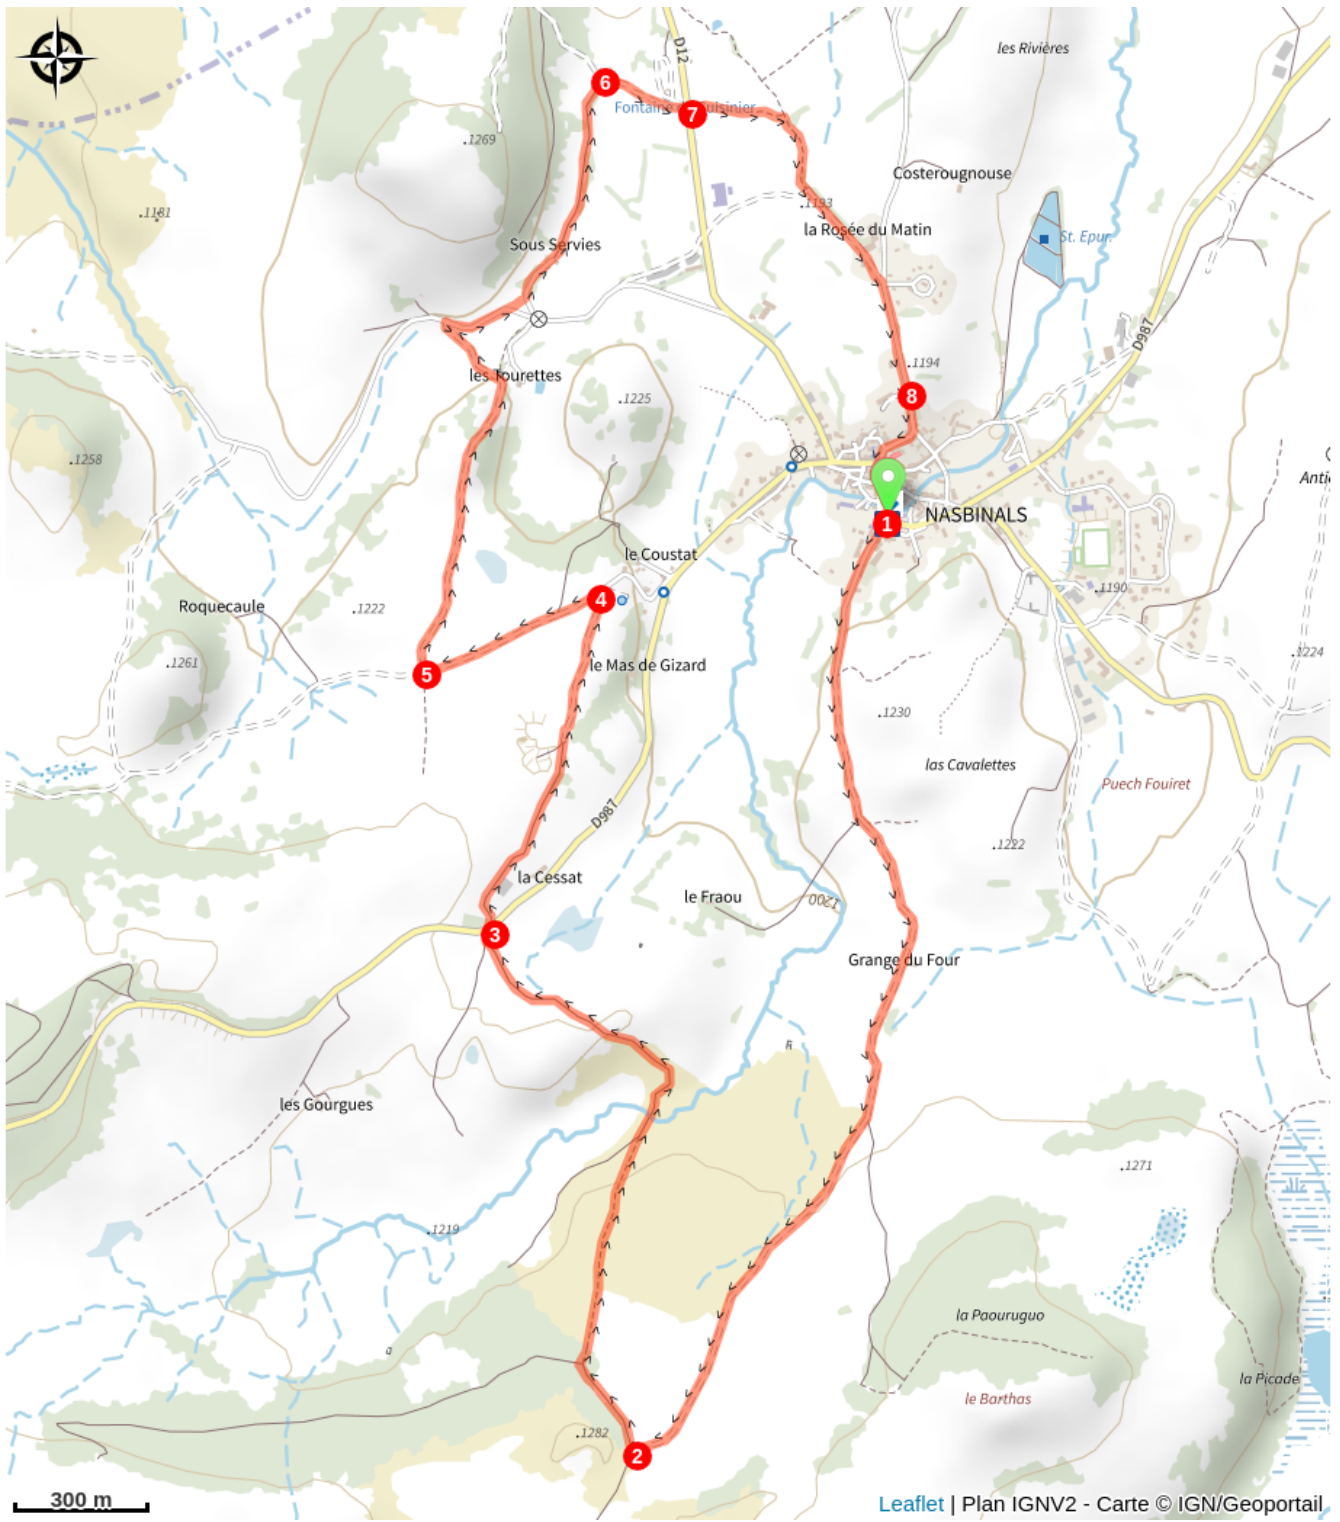 les Rivières
D12
6
Fontaine
7
.1269
Costerougnouse
.1181
.1193
la Rosée du Matin
St. Epur.
Sous Servies
D987
.1194
les Tourettes
8
.1225
.1258
1
NASBINALS
le Coustat
.1190
4
Roquecaule
.1222
.1224
.1261
le Mas de Gizard
5
.1230
las Cavalettes
Puech Fouiret
D987
.1222
la Cessat
le Fraou
1200
3
Grange du Four
les Gourgues
.1271
.1219
la Paouruguo
la Picade
le Barthas
.1282
2
300 m
Leaflet | Plan IGNV2 - Carte © IGN/Geoportail